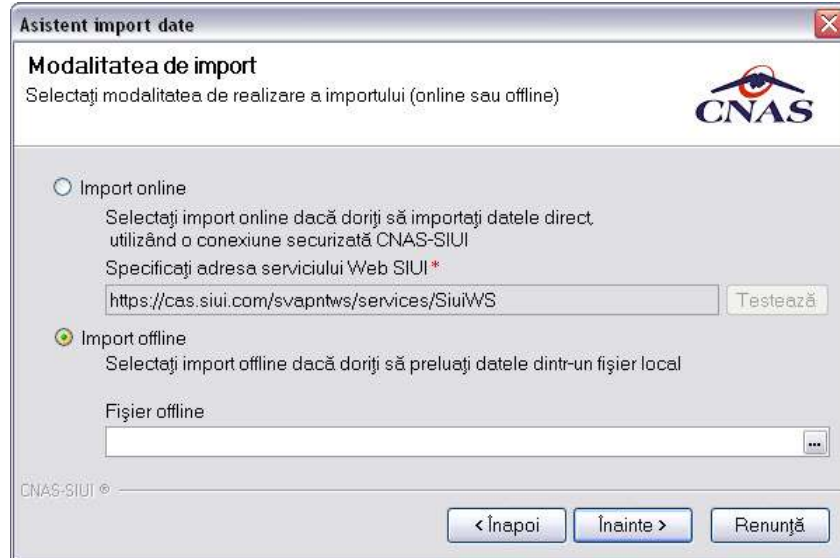 Asistent import date
Modalitatea de import
Selectaţi modalitatea de realizare a importului (online sau offline)
CNAS
Import online
Selectaţi import online dacă doriţi să importaţi datele direct,
utilizând o conexiune securizată CNAS-SIUI
Specificaţi adresa serviciului Web SIUI *
https://cas.siui.com/svapntws/services/SiuiWS
Testează
Import offline
Selectaţi import offline dacă doriţi să preluaţi datele dintr-un fişier local
Fişier offline
...
CNAS-SIUI ®
< Înapoi
Înainte >
Renunţă